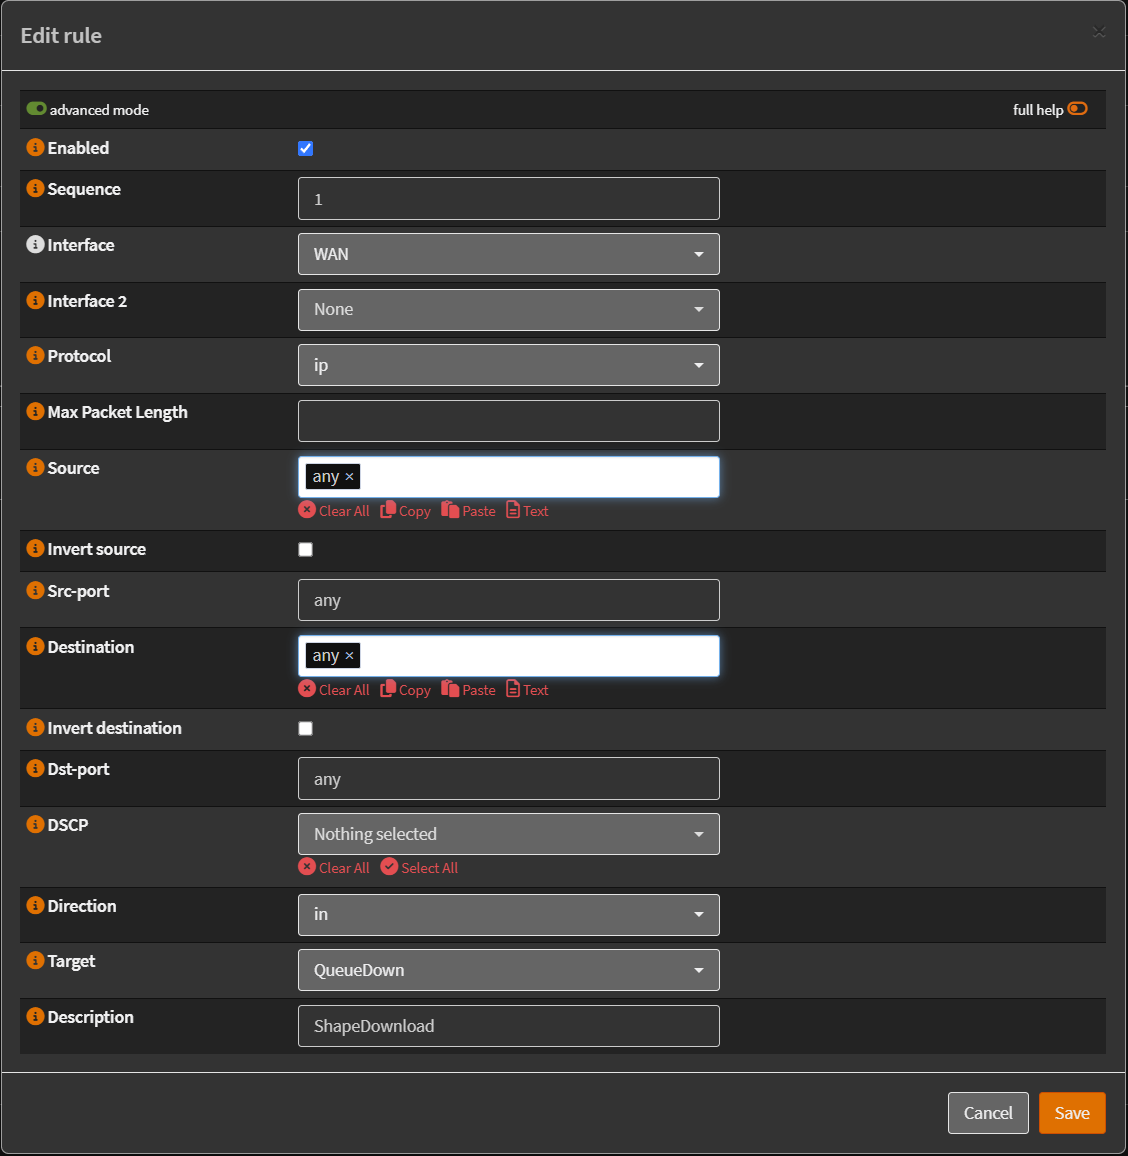 Edit rule ×
advanced mode full help
Enabled
Sequence 1
Interface WAN
Interface 2 None
Protocol ip
Max Packet Length
Source any ×
Clear All Copy Paste Text
Invert source
Src-port any
Destination any ×
Clear All Copy Paste Text
Invert destination
Dst-port any
DSCP Nothing selected
Clear All Select All
Direction in
Target QueueDown
Description ShapeDownload
Cancel Save